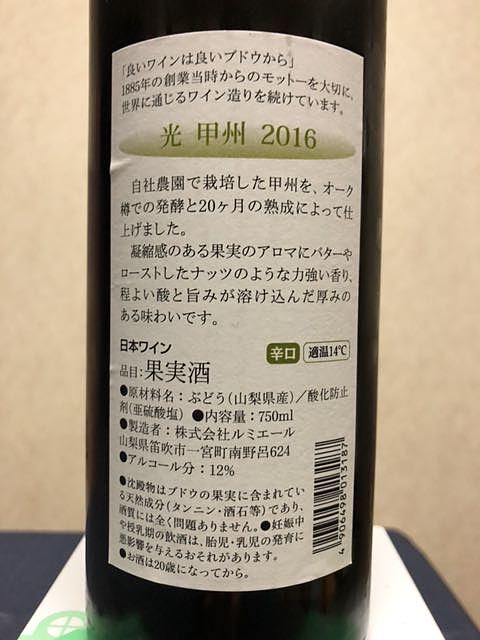 「良いワインは良いブドウから」
1885年の創業当時からのモットーを大切に、
世界に通じるワイン造りを続けています。
光 甲州 2016
自社農園で栽培した甲州を、オーク
樽での発酵と20ヶ月の熟成によって仕
上げました。
凝縮感のある果実のアロマにバターや
ローストしたナッツのような力強い香り、
程よい酸と旨みが溶け込んだ厚みの
ある味わいです。
辛口 適温14℃
日本ワイン
品目:果実酒
●原材料名：ぶどう(山梨県産)／酸化防止
剤(亜硫酸塩) ●内容量：750ml
●製造者：株式会社ルミエール
山梨県笛吹市一宮町南野呂624
●アルコール分：12%
●沈殿物はブドウの果実に含まれてい
る天然成分(タンニン・酒石等)であり、
酒質には全く問題ありません。●妊娠中
や授乳期の飲酒は、胎児・乳児の発育に
悪影響を与えるおそれがあります。
●お酒は20歳になってから。
4 906498 013187